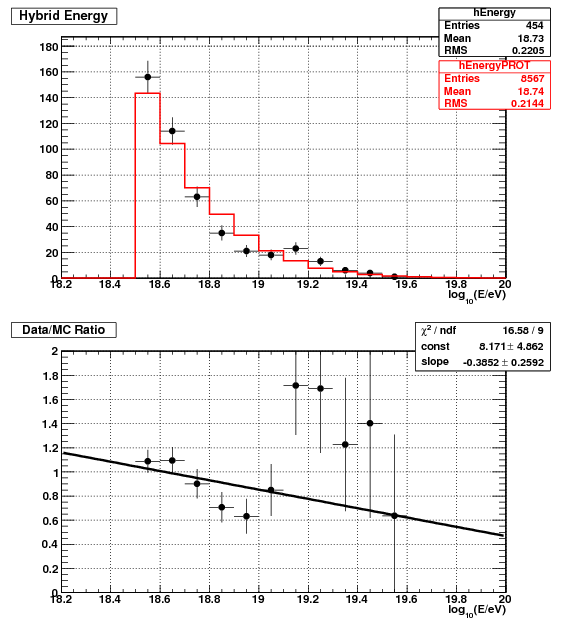 Hybrid Energy
hEnergy
Entries 454
Mean 18.73
RMS 0.2205
hEnergyPROT
Entries 8567
Mean 18.74
RMS 0.2144
180
160
140
120
100
80
60
40
20
0
18.2 18.4 18.6 18.8 19 19.2 19.4 19.6 19.8 20
log10(E/eV)
Data/MC Ratio
χ2 / ndf 16.58 / 9
const 8.171 ± 4.862
slope -0.3852 ± 0.2592
2
1.8
1.6
1.4
1.2
1
0.8
0.6
0.4
0.2
0
18.2 18.4 18.6 18.8 19 19.2 19.4 19.6 19.8 20
log10(E/eV)